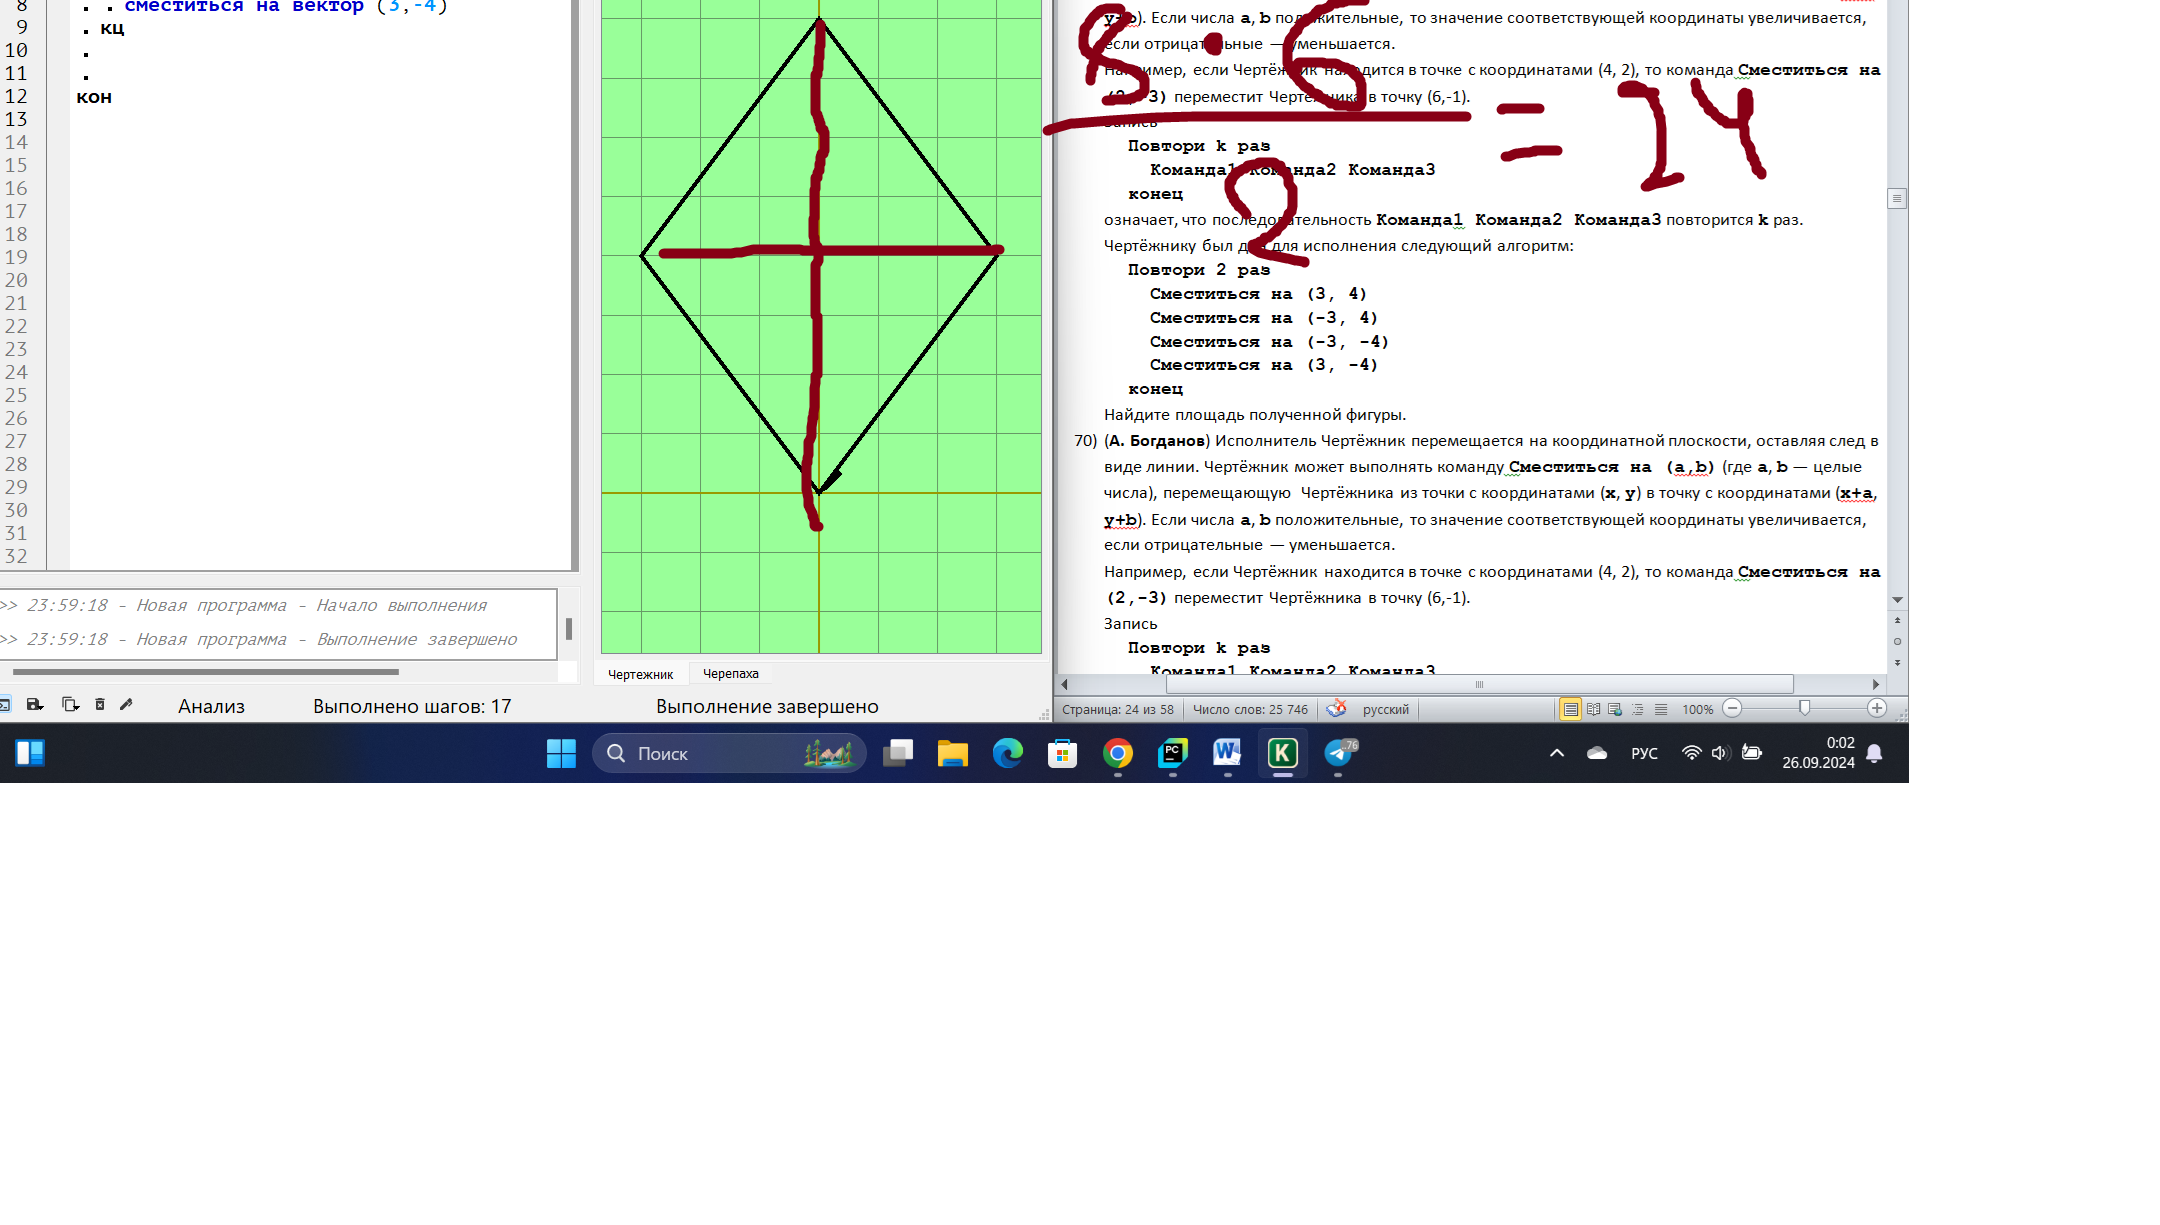 8 . . сместиться на вектор (3,-4)
9 . кц
10 .
11 .
12 кон
13
14
15
16
17
18
19
20
21
22
23
24
25
26
27
28
29
30
31
32
>> 23:59:18 - Новая программа - Начало выполнения
>> 23:59:18 - Новая программа - Выполнение завершено
Анализ Выполнено шагов: 17 Выполнение завершено
Чертежник Черепаха
y+b). Если числа a, b положительные, то значение соответствующей координаты увеличивается,
если отрицательные — уменьшается.
Например, если Чертёжник находится в точке с координатами (4, 2), то команда Сместиться на
(2,-3) переместит Чертёжника в точку (6,-1).
Запись
Повтори k раз
Команда1 Команда2 Команда3
конец
означает, что последовательность Команда1 Команда2 Команда3 повторится k раз.
Чертёжнику был дан для исполнения следующий алгоритм:
Повтори 2 раз
Сместиться на (3, 4)
Сместиться на (-3, 4)
Сместиться на (-3, -4)
Сместиться на (3, -4)
конец
Найдите площадь полученной фигуры.
70) (А. Богданов) Исполнитель Чертёжник перемещается на координатной плоскости, оставляя след в
виде линии. Чертёжник может выполнять команду Сместиться на (a,b) (где a, b — целые
числа), перемещающую Чертёжника из точки с координатами (x, y) в точку с координатами (x+a,
y+b). Если числа a, b положительные, то значение соответствующей координаты увеличивается,
если отрицательные — уменьшается.
Например, если Чертёжник находится в точке с координатами (4, 2), то команда Сместиться на
(2,-3) переместит Чертёжника в точку (6,-1).
Запись
Повтори k раз
Команда1 Команда2 Команда3
8 · 6
2
= 24
Страница: 24 из 58 Число слов: 25 746 русский 100%
Поиск
PC
W
K
..76
РУС
0:02
26.09.2024